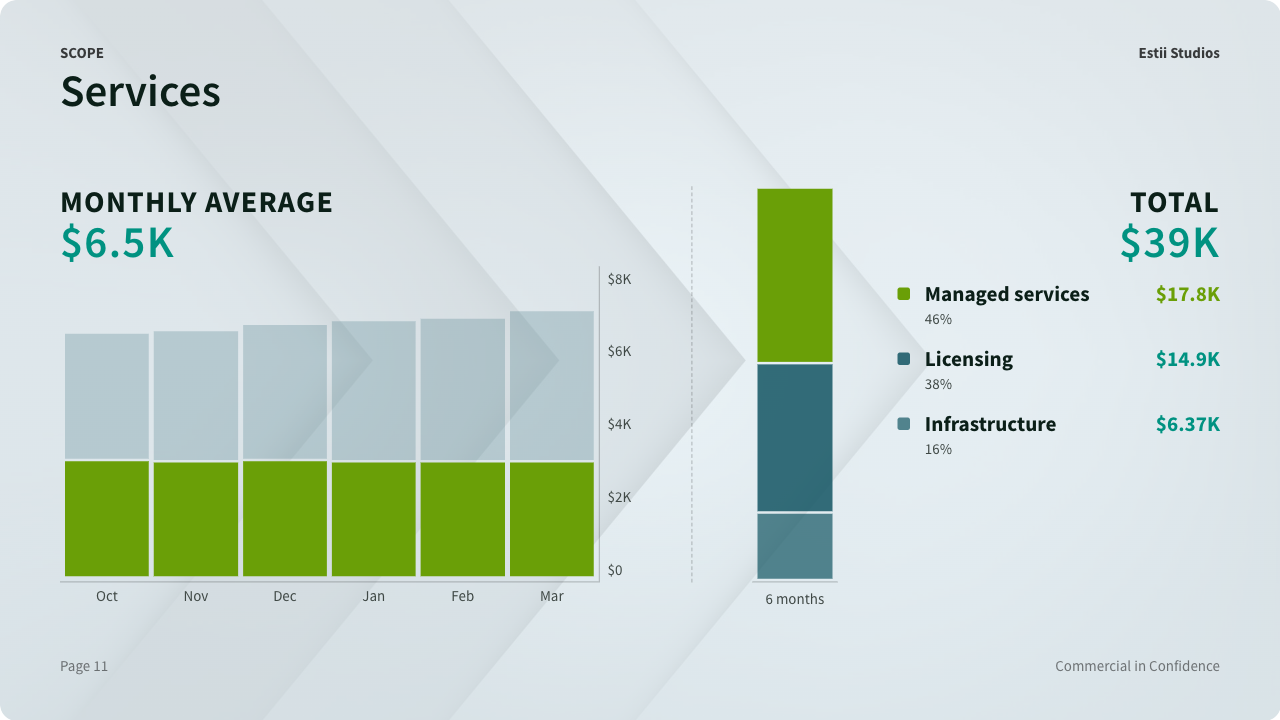 SCOPE
Estii Studios
Services
MONTHLY AVERAGE
$6.5K
TOTAL
$39K
$8K
$6K
$4K
$2K
$0
Oct
Nov
Dec
Jan
Feb
Mar
6 months
Managed services
$17.8K
46%
Licensing
$14.9K
38%
Infrastructure
$6.37K
16%
Page 11
Commercial in Confidence